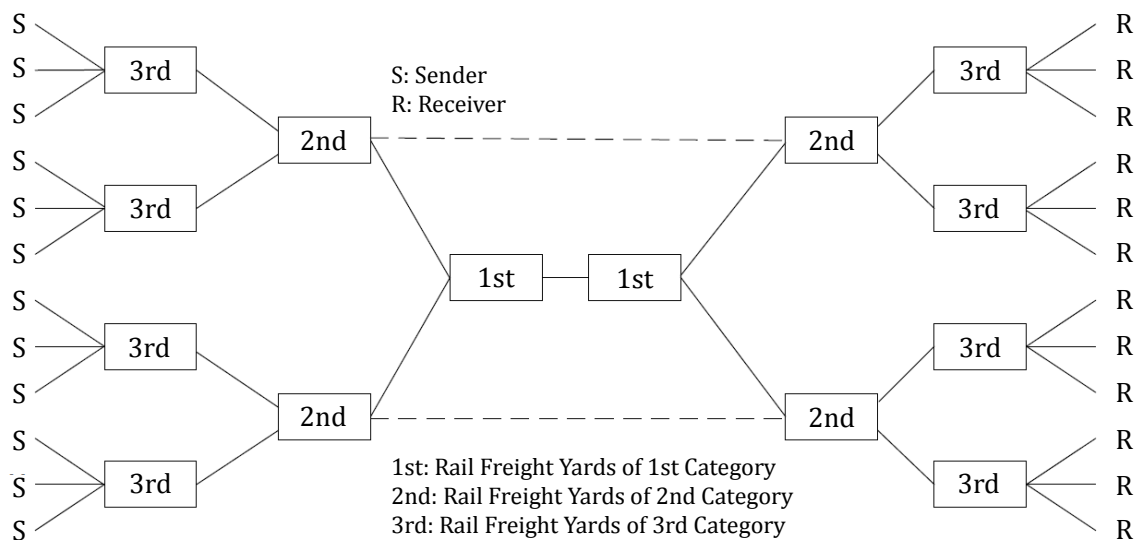 S
R
S
3rd
S: Sender
3rd
R
S
R: Receiver
R
2nd
2nd
S
R
S
3rd
3rd
R
S
R
1st
1st
S
R
S
3rd
3rd
R
S
R
2nd
2nd
S
R
1st: Rail Freight Yards of 1st Category
S
3rd
2nd: Rail Freight Yards of 2nd Category
3rd
R
S
3rd: Rail Freight Yards of 3rd Category
R